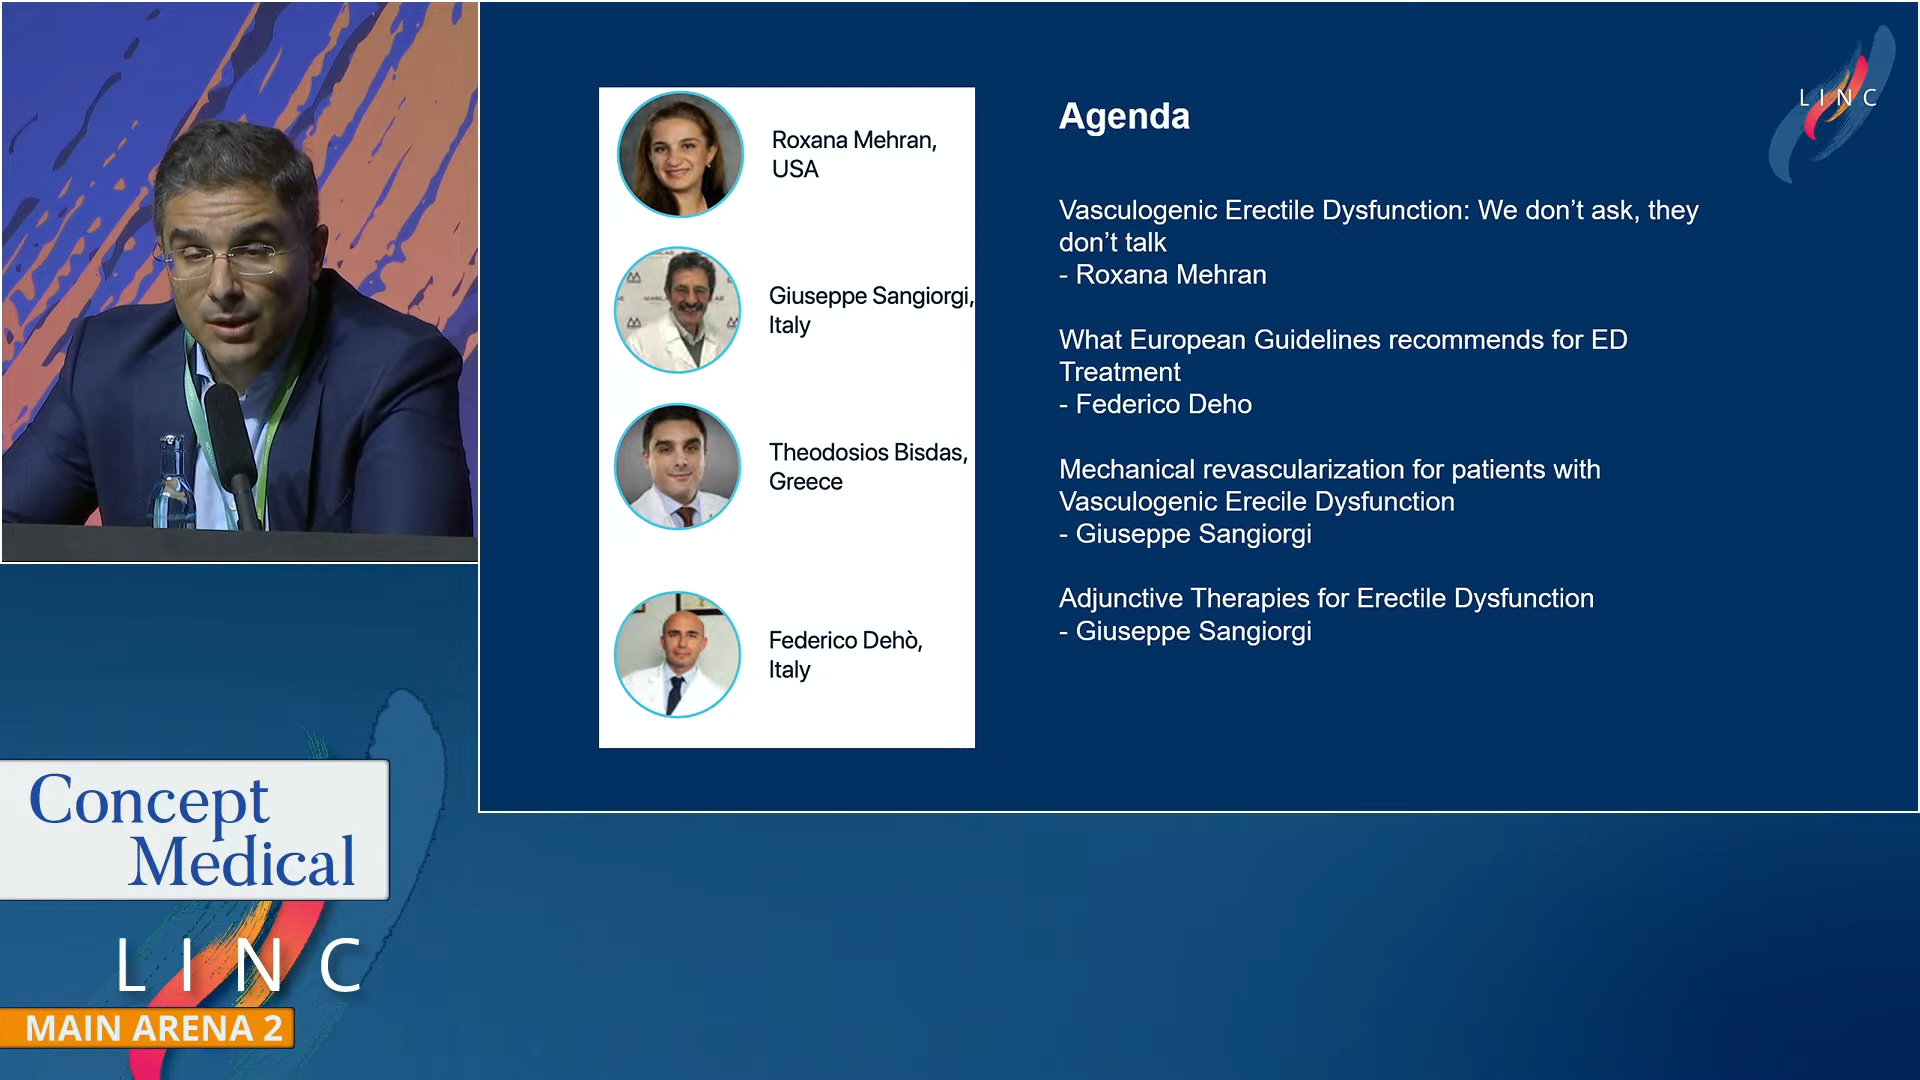 Roxana Mehran,
USA
Giuseppe Sangiorgi,
Italy
Theodosios Bisdas,
Greece
Federico Dehò,
Italy
Agenda
Vasculogenic Erectile Dysfunction: We don’t ask, they
don’t talk
- Roxana Mehran
What European Guidelines recommends for ED
Treatment
- Federico Deho
Mechanical revascularization for patients with
Vasculogenic Erecile Dysfunction
- Giuseppe Sangiorgi
Adjunctive Therapies for Erectile Dysfunction
- Giuseppe Sangiorgi
LINC
Concept
Medical
LINC
MAIN ARENA 2